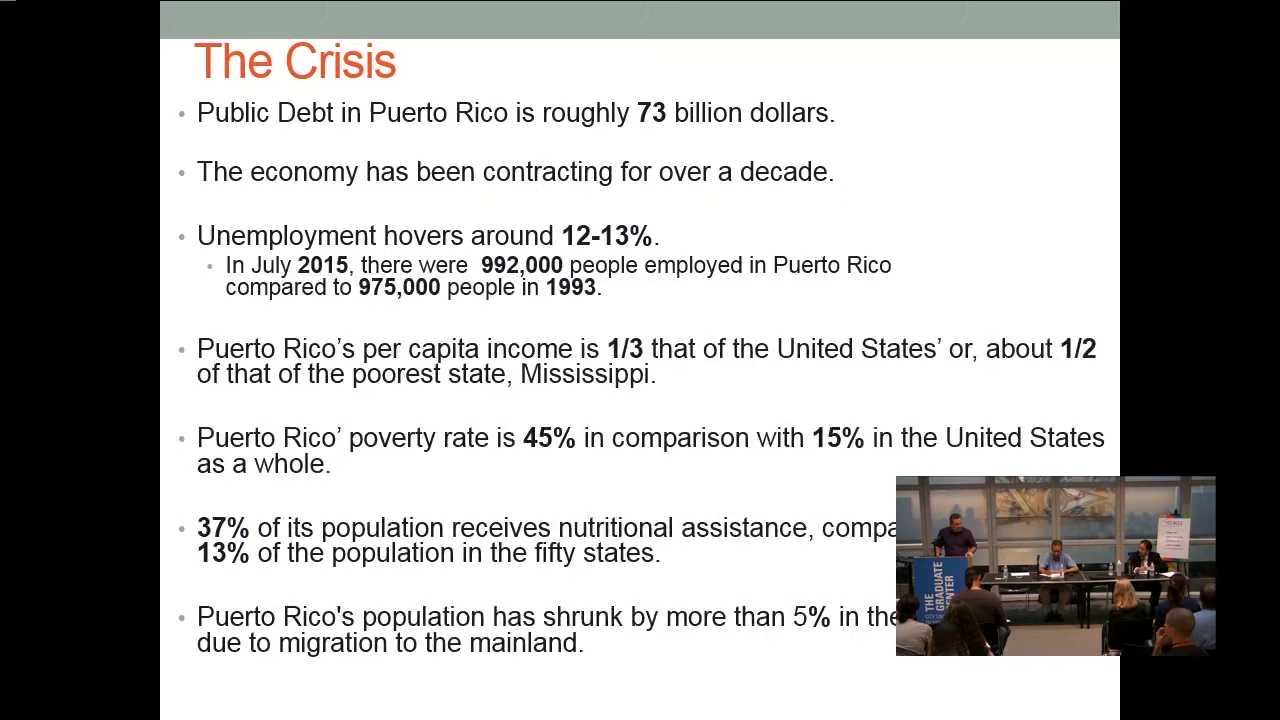 The Crisis
• Public Debt in Puerto Rico is roughly 73 billion dollars.
• The economy has been contracting for over a decade.
• Unemployment hovers around 12-13%.
• In July 2015, there were 992,000 people employed in Puerto Rico
compared to 975,000 people in 1993.
• Puerto Rico’s per capita income is 1/3 that of the United States’ or, about 1/2
of that of the poorest state, Mississippi.
• Puerto Rico’ poverty rate is 45% in comparison with 15% in the United States
as a whole.
• 37% of its population receives nutritional assistance,
13% of the population in the fifty states.
• Puerto Rico's population has shrunk by more than 5% in
due to migration to the mainland.
THE
GRADUATE
CENTER